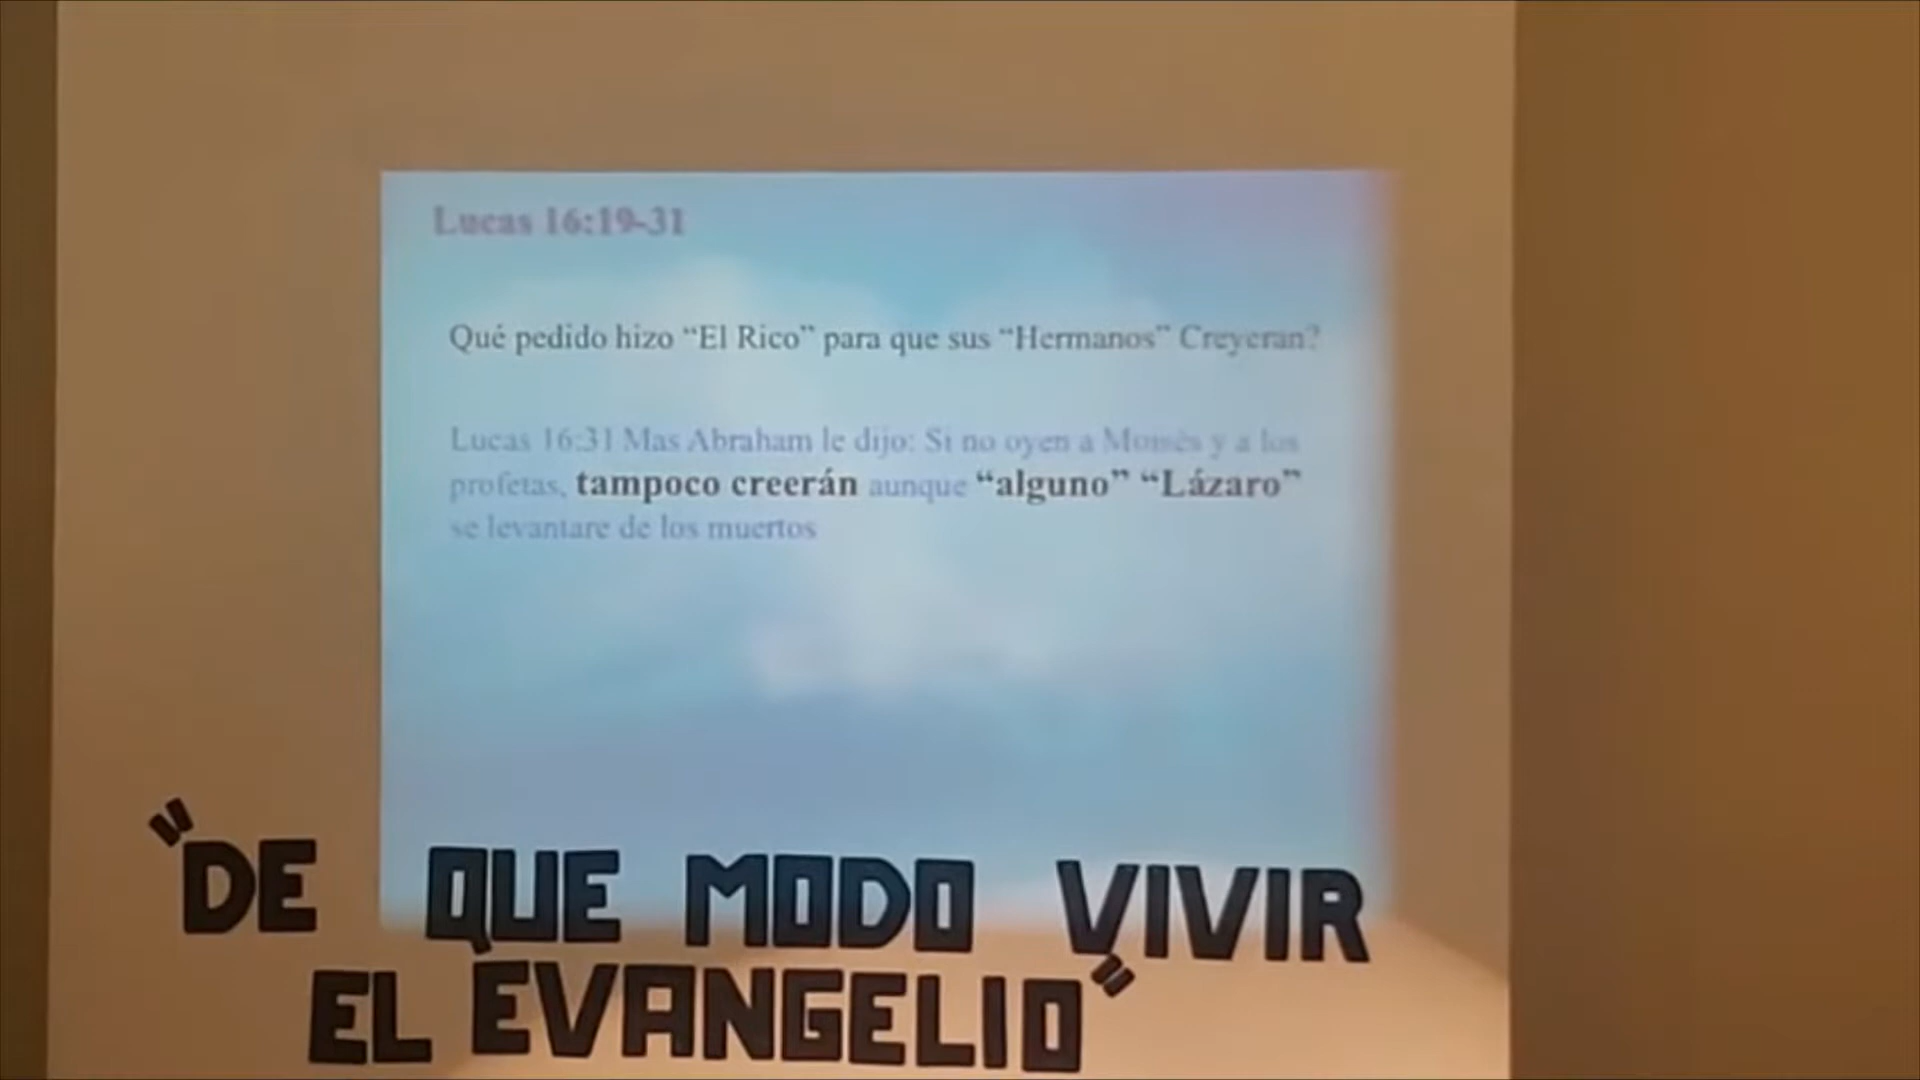 Lucas 16:19-31
Qué pedido hizo “El Rico” para que sus “Hermanos” Creyeran?
Lucas 16:31 Mas Abraham le dijo: Si no oyen a Moisés y a los
profetas, tampoco creerán aunque “alguno” “Lázaro”
se levantare de los muertos
"DE QUE MODO VIVIR
EL EVANGELIO"